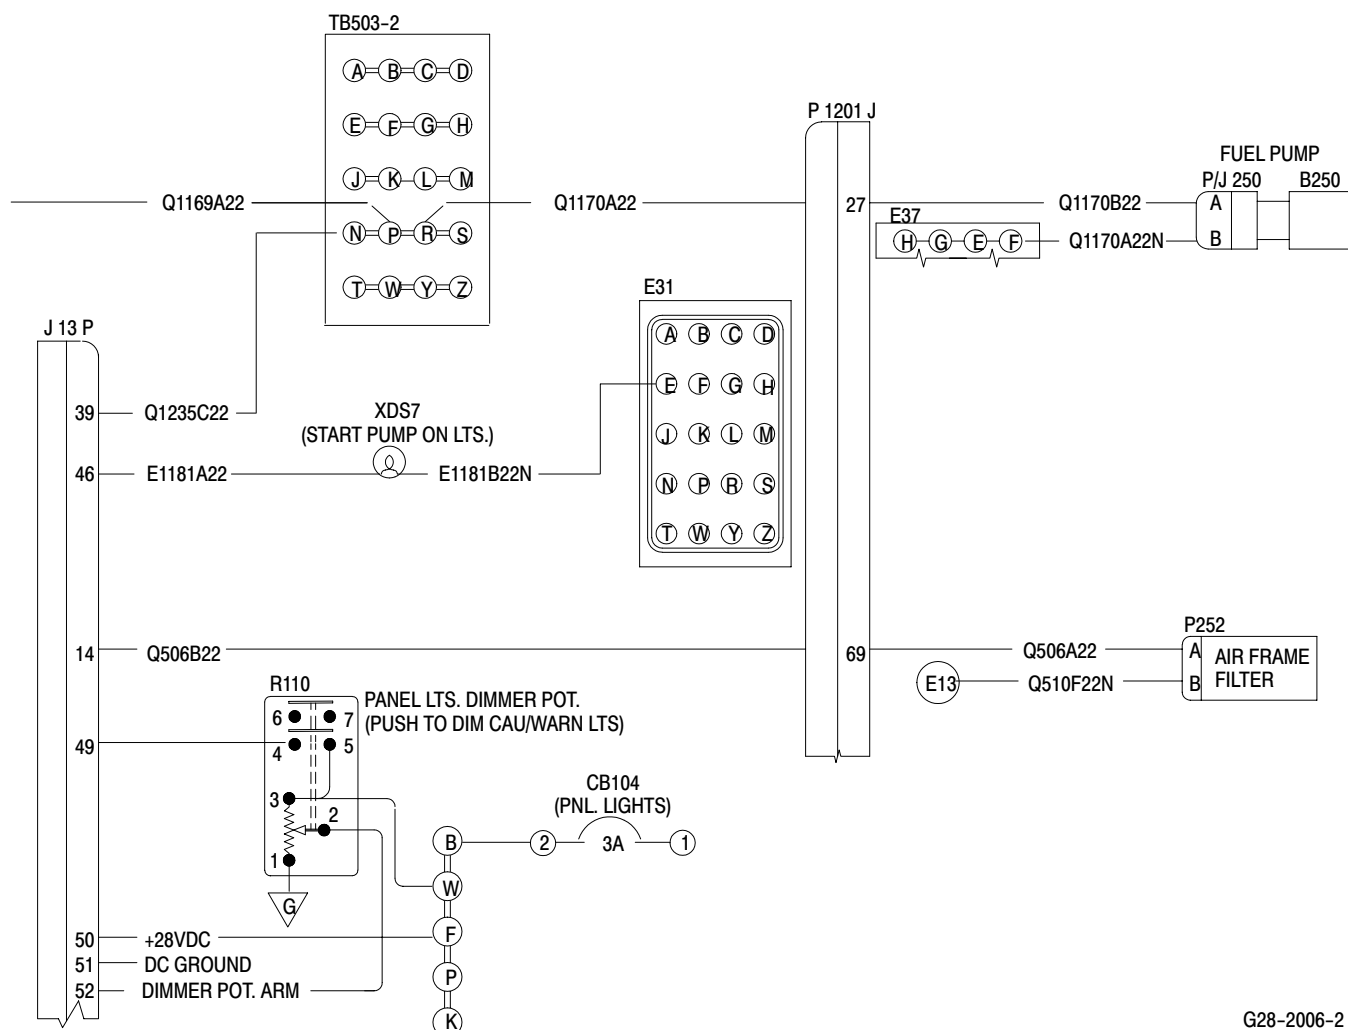 TB503-2
A B C D
E F G H
J K L M
N P R S
T W Y Z
Q1169A22
Q1170A22
P 1201 J
27
69
FUEL PUMP
P/J 250
B250
A
B
Q1170B22
E37
H G E F
Q1170A22N
E31
A B C D
E F G H
J K L M
N P R S
T W Y Z
J 13 P
39
Q1235C22
XDS7
(START PUMP ON LTS.)
46
E1181A22
E1181B22N
14
Q506B22
Q506A22
P252
A
B
AIR FRAME
FILTER
E13
Q510F22N
R110
PANEL LTS. DIMMER POT.
(PUSH TO DIM CAU/WARN LTS)
6 7
4 5
49
3
2
1
G
CB104
(PNL. LIGHTS)
B
2
3A
1
W
F
P
K
50
+28VDC
51
DC GROUND
52
DIMMER POT. ARM
G28-2006-2